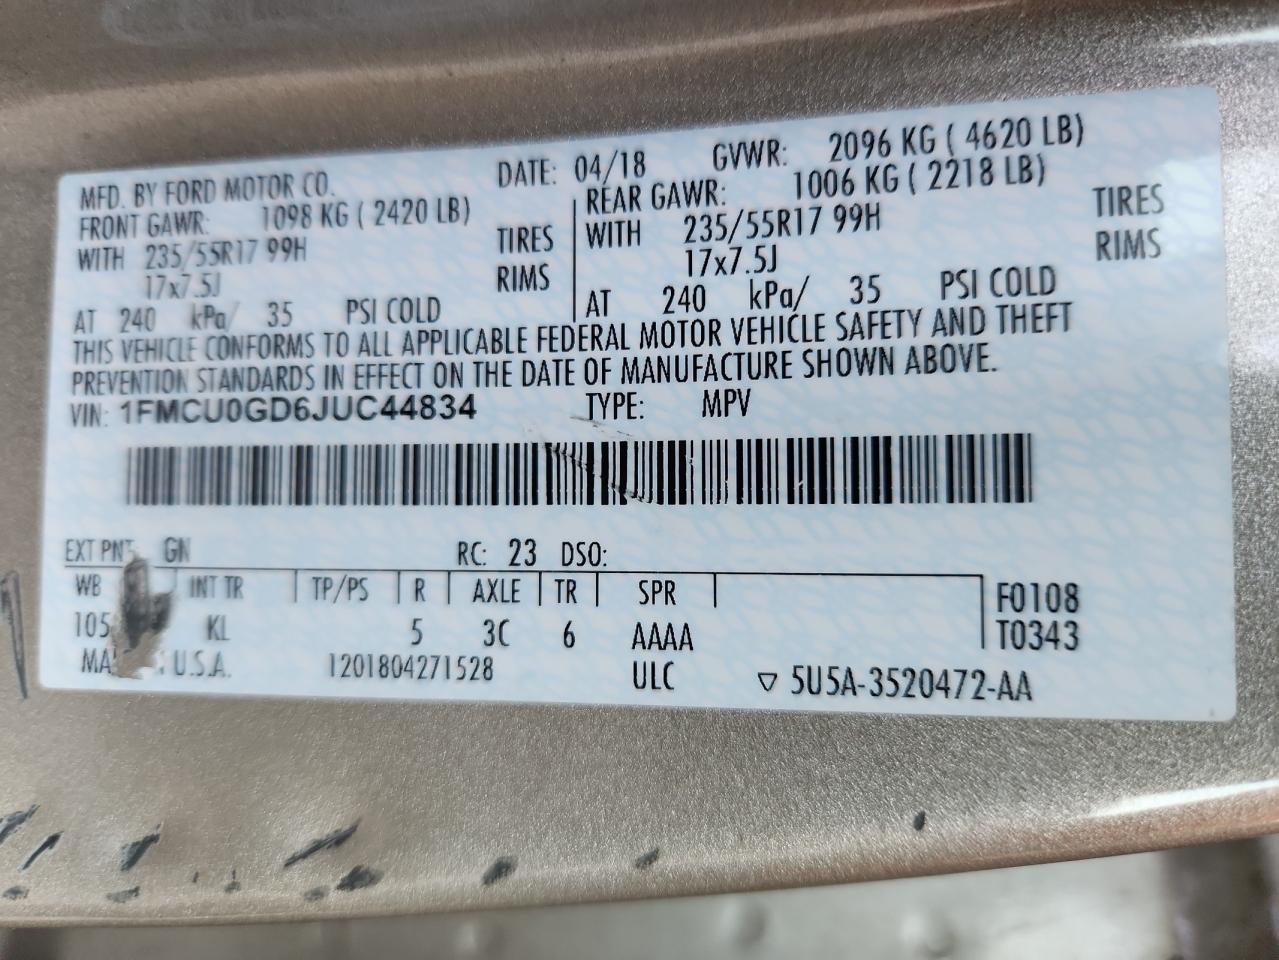 MFD. BY FORD MOTOR CO. DATE: 04/18 GVWR: 2096 KG ( 4620 LB)
FRONT GAWR: 1098 KG ( 2420 LB) REAR GAWR: 1006 KG ( 2218 LB)
WITH 235/55R17 99H TIRES WITH 235/55R17 99H TIRES
17x7.5J RIMS 17x7.5J RIMS
AT 240 kPa/ 35 PSI COLD AT 240 kPa/ 35 PSI COLD
THIS VEHICLE CONFORMS TO ALL APPLICABLE FEDERAL MOTOR VEHICLE SAFETY AND THEFT
PREVENTION STANDARDS IN EFFECT ON THE DATE OF MANUFACTURE SHOWN ABOVE.
VIN: 1FMCU0GD6JUC44834 TYPE: MPV
EXT PNT GN RC: 23 DSO:
WB INT TR TP/PS R AXLE TR SPR F0108
105 KL 5 3C 6 AAAA T0343
U.S.A. 1201804271528 ULC ▽ 5U5A-3520472-AA